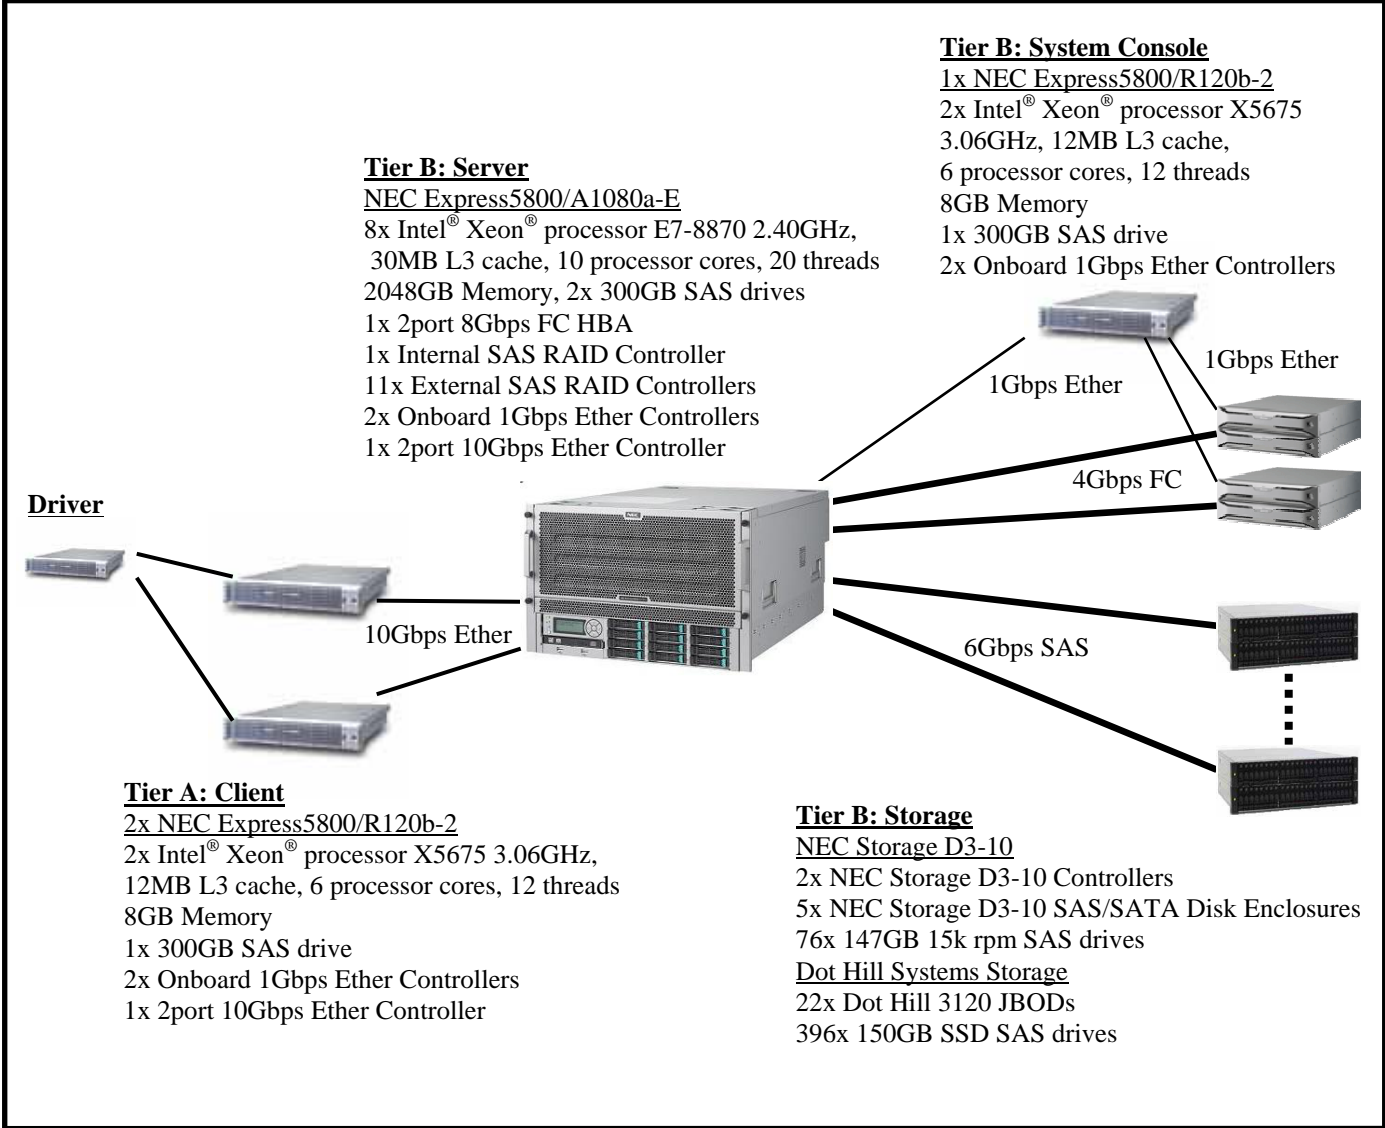 Tier B: System Console
1x NEC Express5800/R120b-2
2x Intel® Xeon® processor X5675
3.06GHz, 12MB L3 cache,
6 processor cores, 12 threads
8GB Memory
1x 300GB SAS drive
2x Onboard 1Gbps Ether Controllers
Tier B: Server
NEC Express5800/A1080a-E
8x Intel® Xeon® processor E7-8870 2.40GHz,
30MB L3 cache, 10 processor cores, 20 threads
2048GB Memory, 2x 300GB SAS drives
1x 2port 8Gbps FC HBA
1x Internal SAS RAID Controller
11x External SAS RAID Controllers
2x Onboard 1Gbps Ether Controllers
1x 2port 10Gbps Ether Controller
1Gbps Ether
1Gbps Ether
4Gbps FC
Driver
NEC
10Gbps Ether
6Gbps SAS
Tier A: Client
2x NEC Express5800/R120b-2
2x Intel® Xeon® processor X5675 3.06GHz,
12MB L3 cache, 6 processor cores, 12 threads
8GB Memory
1x 300GB SAS drive
2x Onboard 1Gbps Ether Controllers
1x 2port 10Gbps Ether Controller
Tier B: Storage
NEC Storage D3-10
2x NEC Storage D3-10 Controllers
5x NEC Storage D3-10 SAS/SATA Disk Enclosures
76x 147GB 15k rpm SAS drives
Dot Hill Systems Storage
22x Dot Hill 3120 JBODs
396x 150GB SSD SAS drives